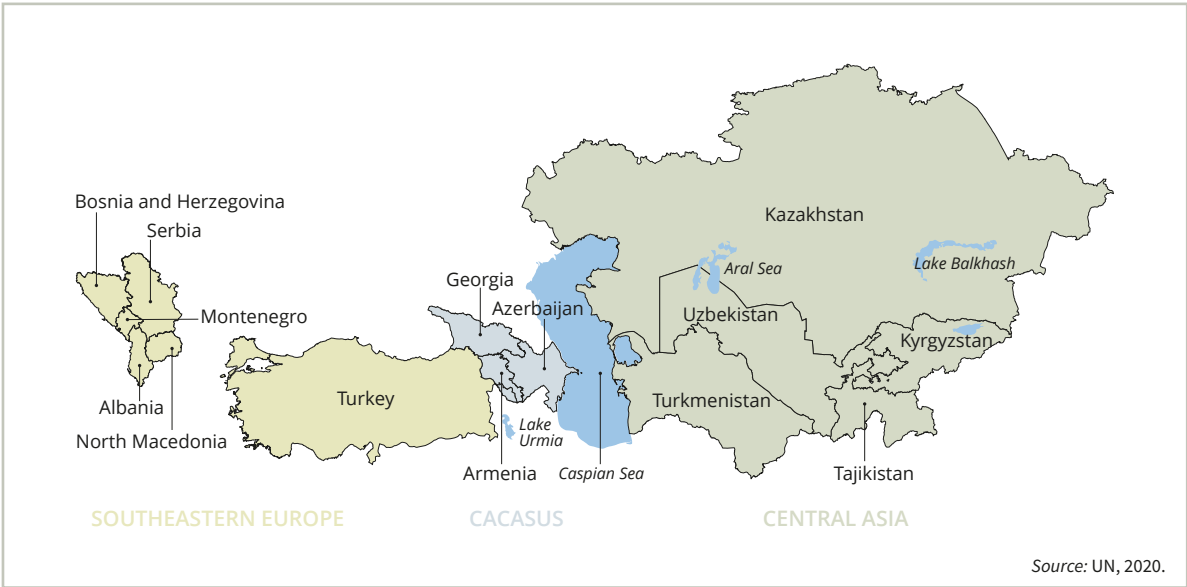 Bosnia and Herzegovina
Serbia
Montenegro
Albania
North Macedonia
Turkey
Georgia
Azerbaijan
Armenia
Lake
Urmia
Caspian Sea
Kazakhstan
Aral Sea
Lake Balkhash
Uzbekistan
Kyrgyzstan
Turkmenistan
Tajikistan
SOUTHEASTERN EUROPE
CACASUS
CENTRAL ASIA
Source: UN, 2020.